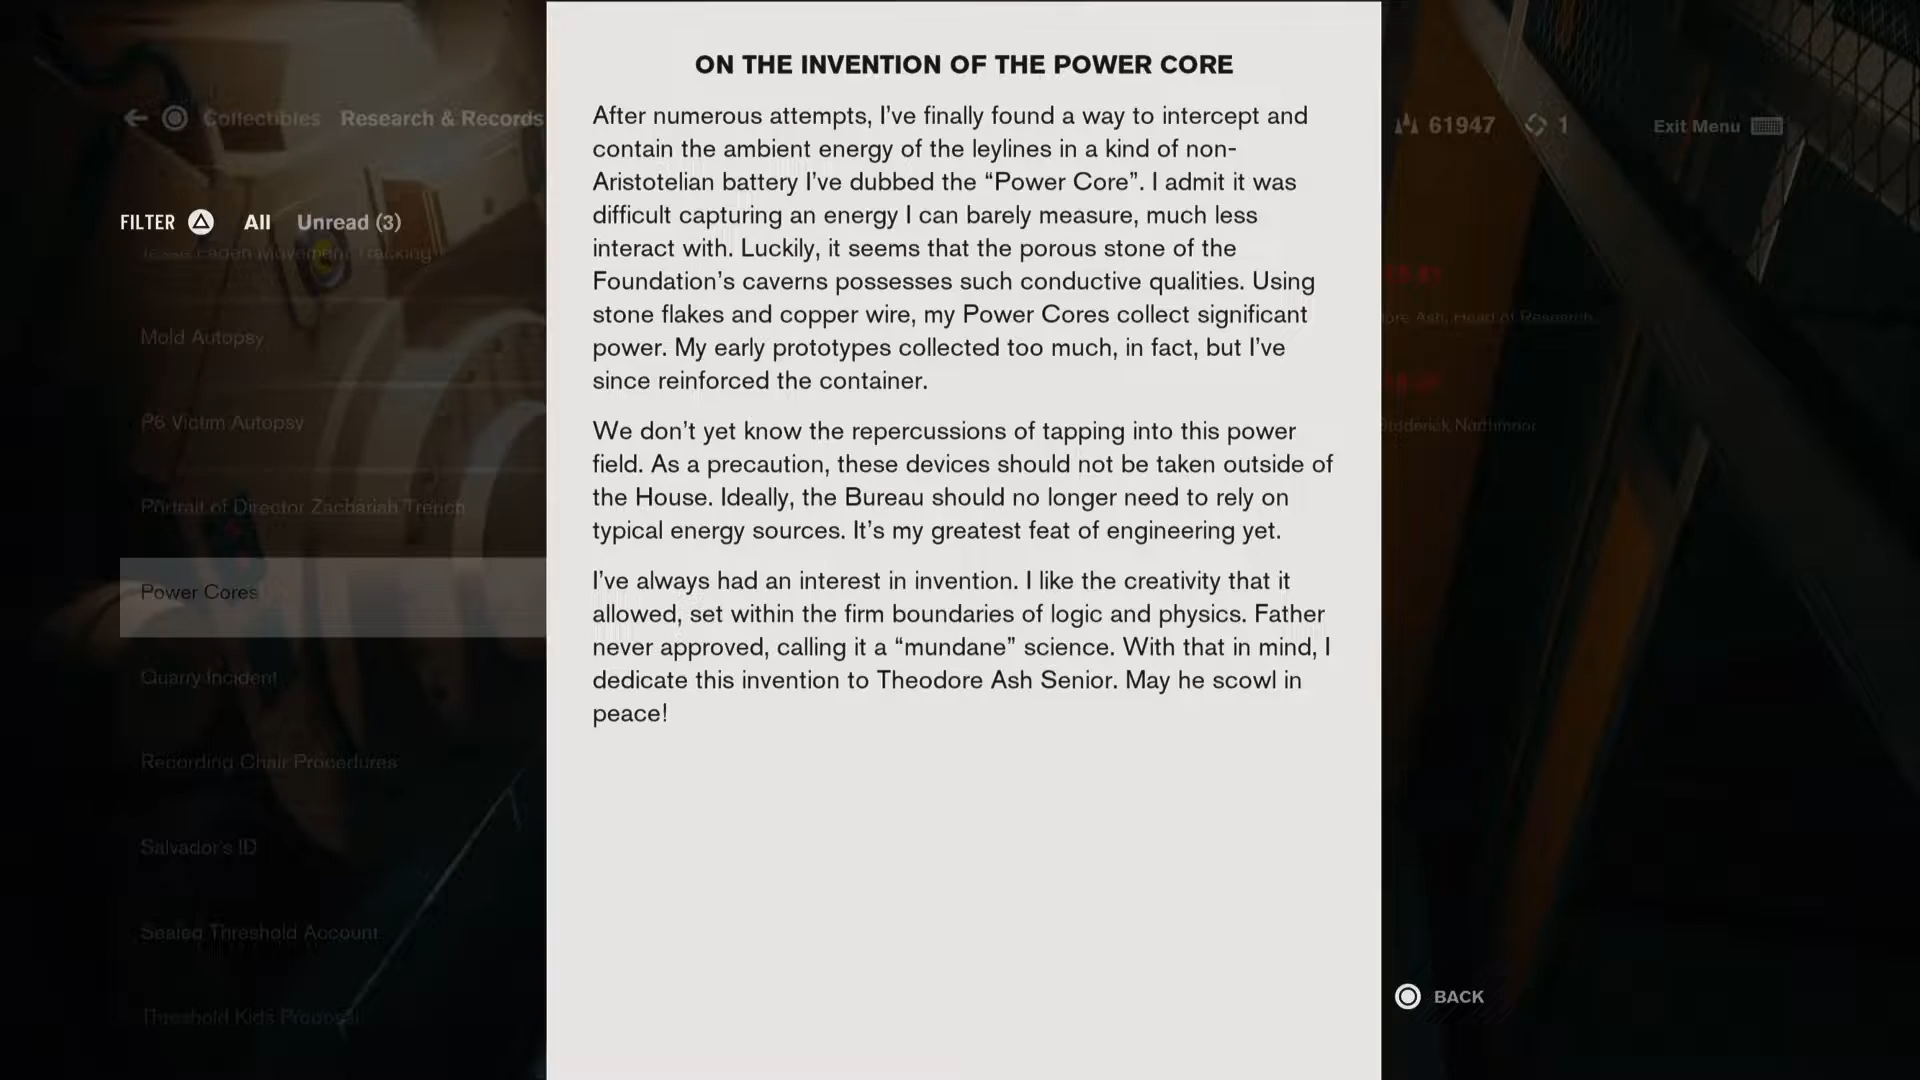 ON THE INVENTION OF THE POWER CORE
After numerous attempts, I've finally found a way to intercept and
contain the ambient energy of the leylines in a kind of non-
Aristotelian battery I've dubbed the “Power Core”. I admit it was
difficult capturing an energy I can barely measure, much less
interact with. Luckily, it seems that the porous stone of the
Foundation's caverns possesses such conductive qualities. Using
stone flakes and copper wire, my Power Cores collect significant
power. My early prototypes collected too much, in fact, but I've
since reinforced the container.
We don't yet know the repercussions of tapping into this power
field. As a precaution, these devices should not be taken outside of
the House. Ideally, the Bureau should no longer need to rely on
typical energy sources. It's my greatest feat of engineering yet.
I've always had an interest in invention. I like the creativity that it
allowed, set within the firm boundaries of logic and physics. Father
never approved, calling it a “mundane” science. With that in mind, I
dedicate this invention to Theodore Ash Senior. May he scowl in
peace!
Collectibles Research & Records
61947 1 Exit Menu
FILTER All Unread (3)
Movement Tracking
Mold Autopsy
P6 Victim Autopsy
Portrait of Director Zachariah Trench
Power Cores
Quarry Incident
Recording Chair Procedures
Salvador's ID
Sealed Threshold Account
Threshold Kids Proposal
Ash, Head of Research
Northmoor
BACK